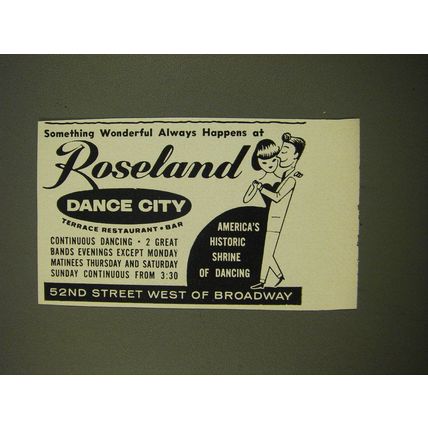 Something Wonderful Always Happens at
Roseland
DANCE CITY
TERRACE RESTAURANT • BAR
CONTINUOUS DANCING • 2 GREAT
BANDS EVENINGS EXCEPT MONDAY
MATINEES THURSDAY AND SATURDAY
SUNDAY CONTINUOUS FROM 3:30
AMERICA'S
HISTORIC
SHRINE
OF DANCING
52ND STREET WEST OF BROADWAY